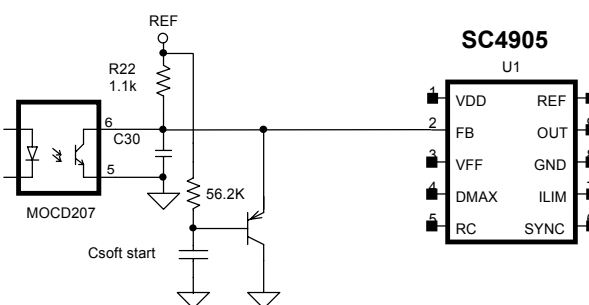 REF
SC4905
U1
R22
1.1k
1
VDD
REF
6
C30
2
FB
OUT
3
VFF
GND
5
56.2K
4
DMAX
ILIM
MOCD207
5
RC
SYNC
Csoft start